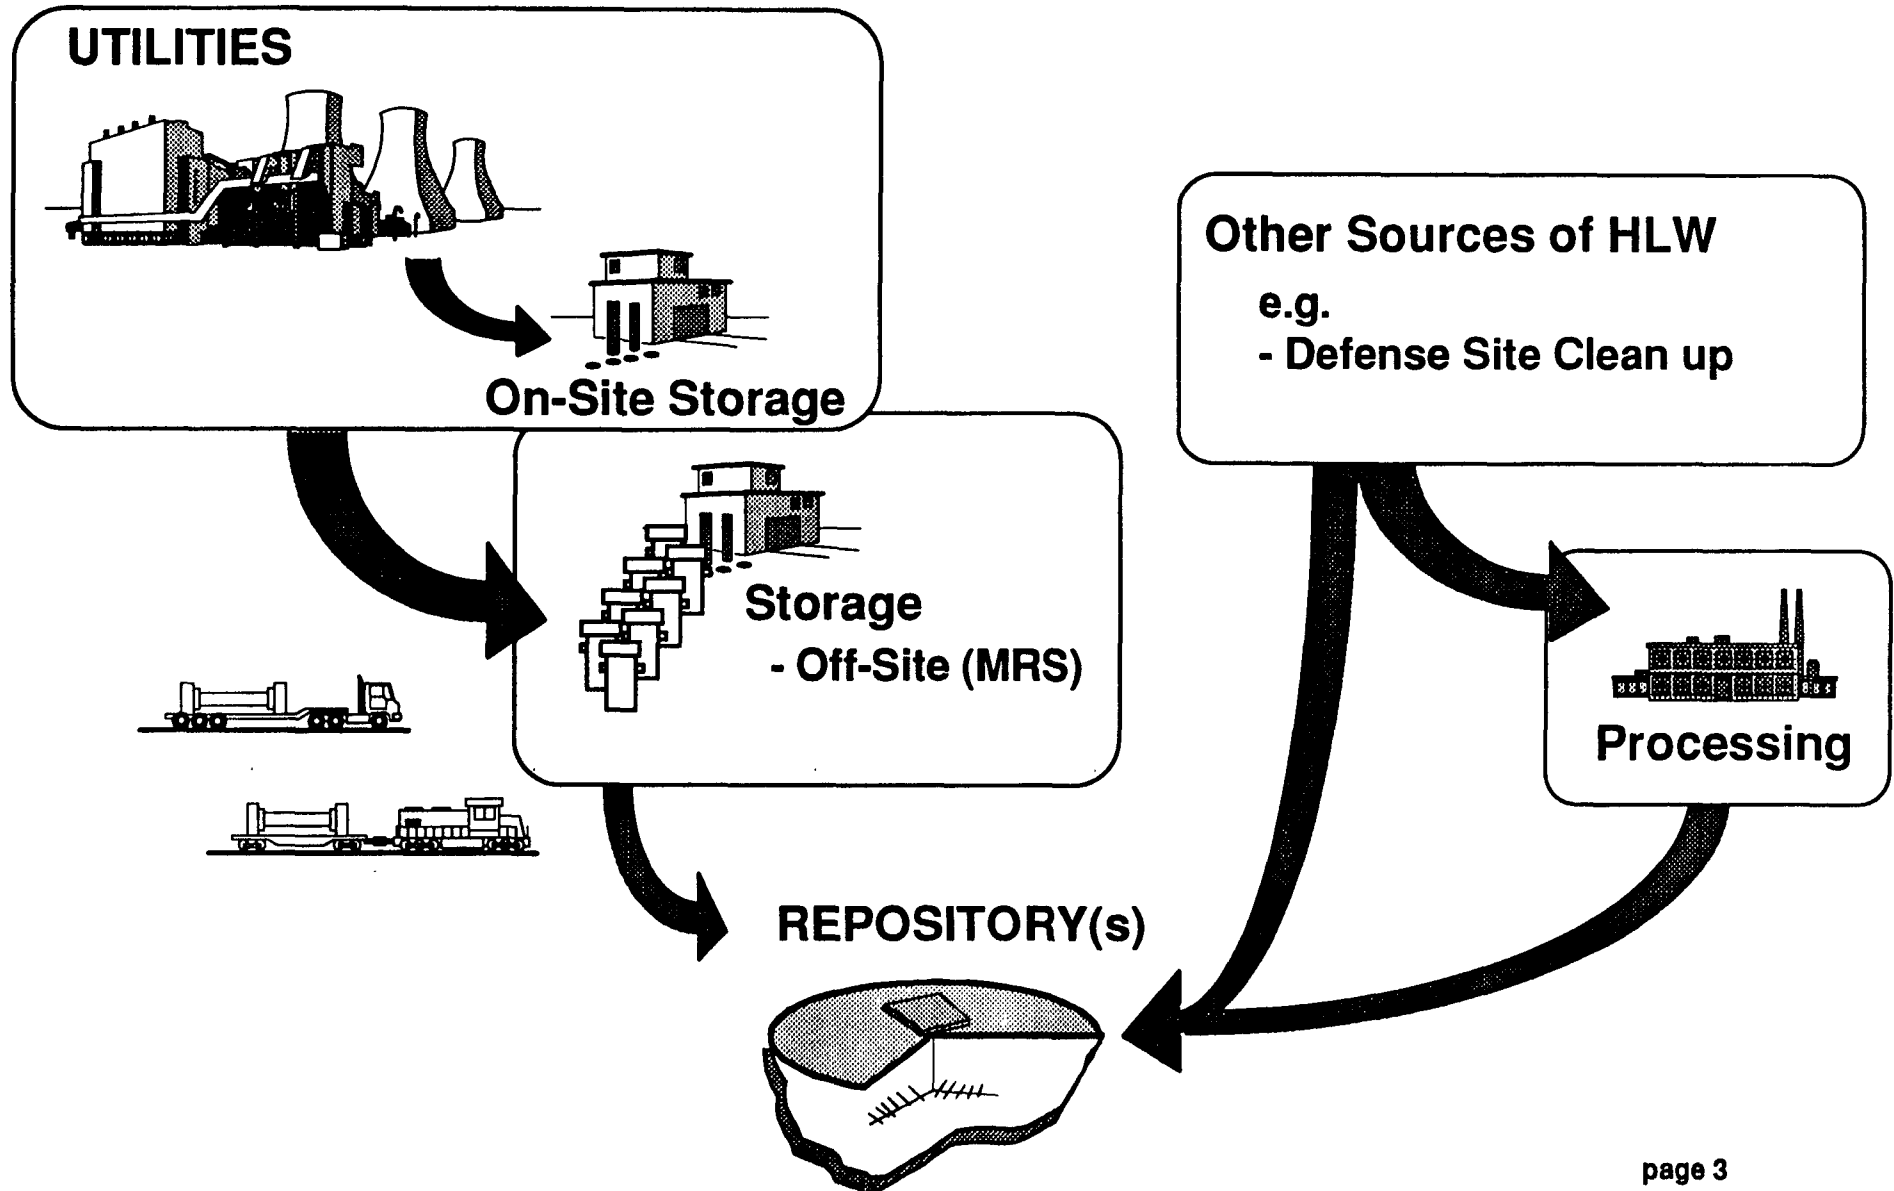 UTILITIES
On-Site Storage
Storage
- Off-Site (MRS)
Other Sources of HLW
e.g.
- Defense Site Clean up
Processing
REPOSITORY(s)
page 3